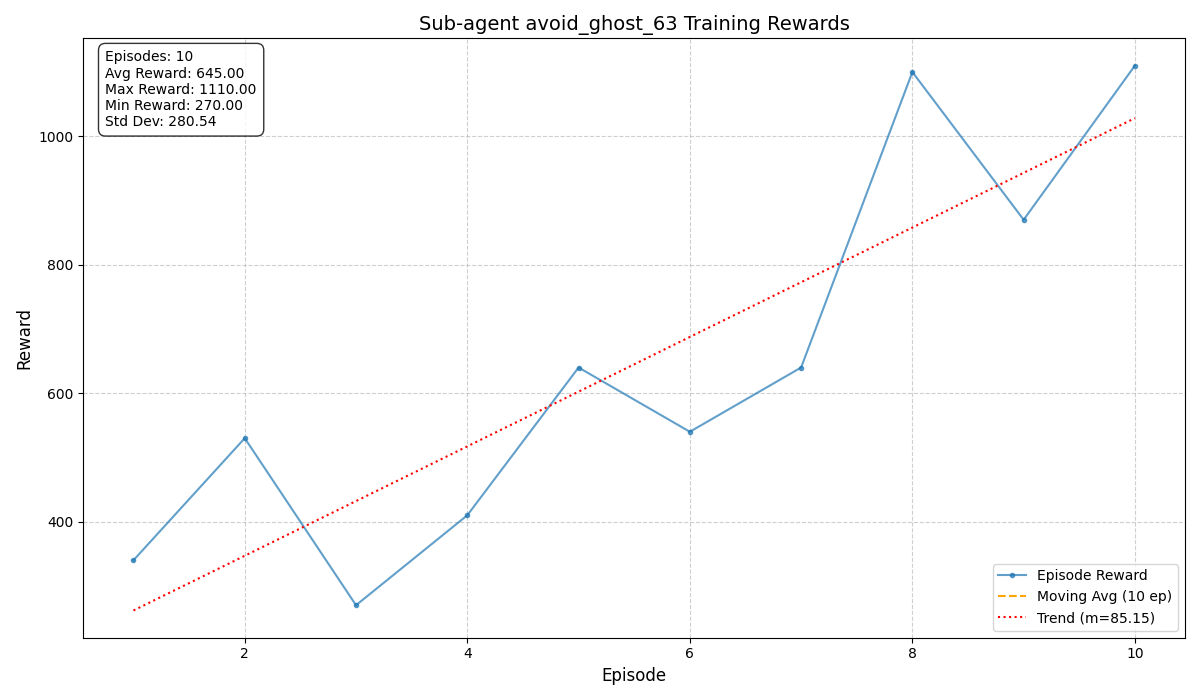 Sub-agent avoid_ghost_63 Training Rewards
Episodes: 10
Avg Reward: 645.00
Max Reward: 1110.00
Min Reward: 270.00
Std Dev: 280.54
1000
800
600
400
Reward
2
4
6
8
10
Episode
Episode Reward
Moving Avg (10 ep)
Trend (m=85.15)